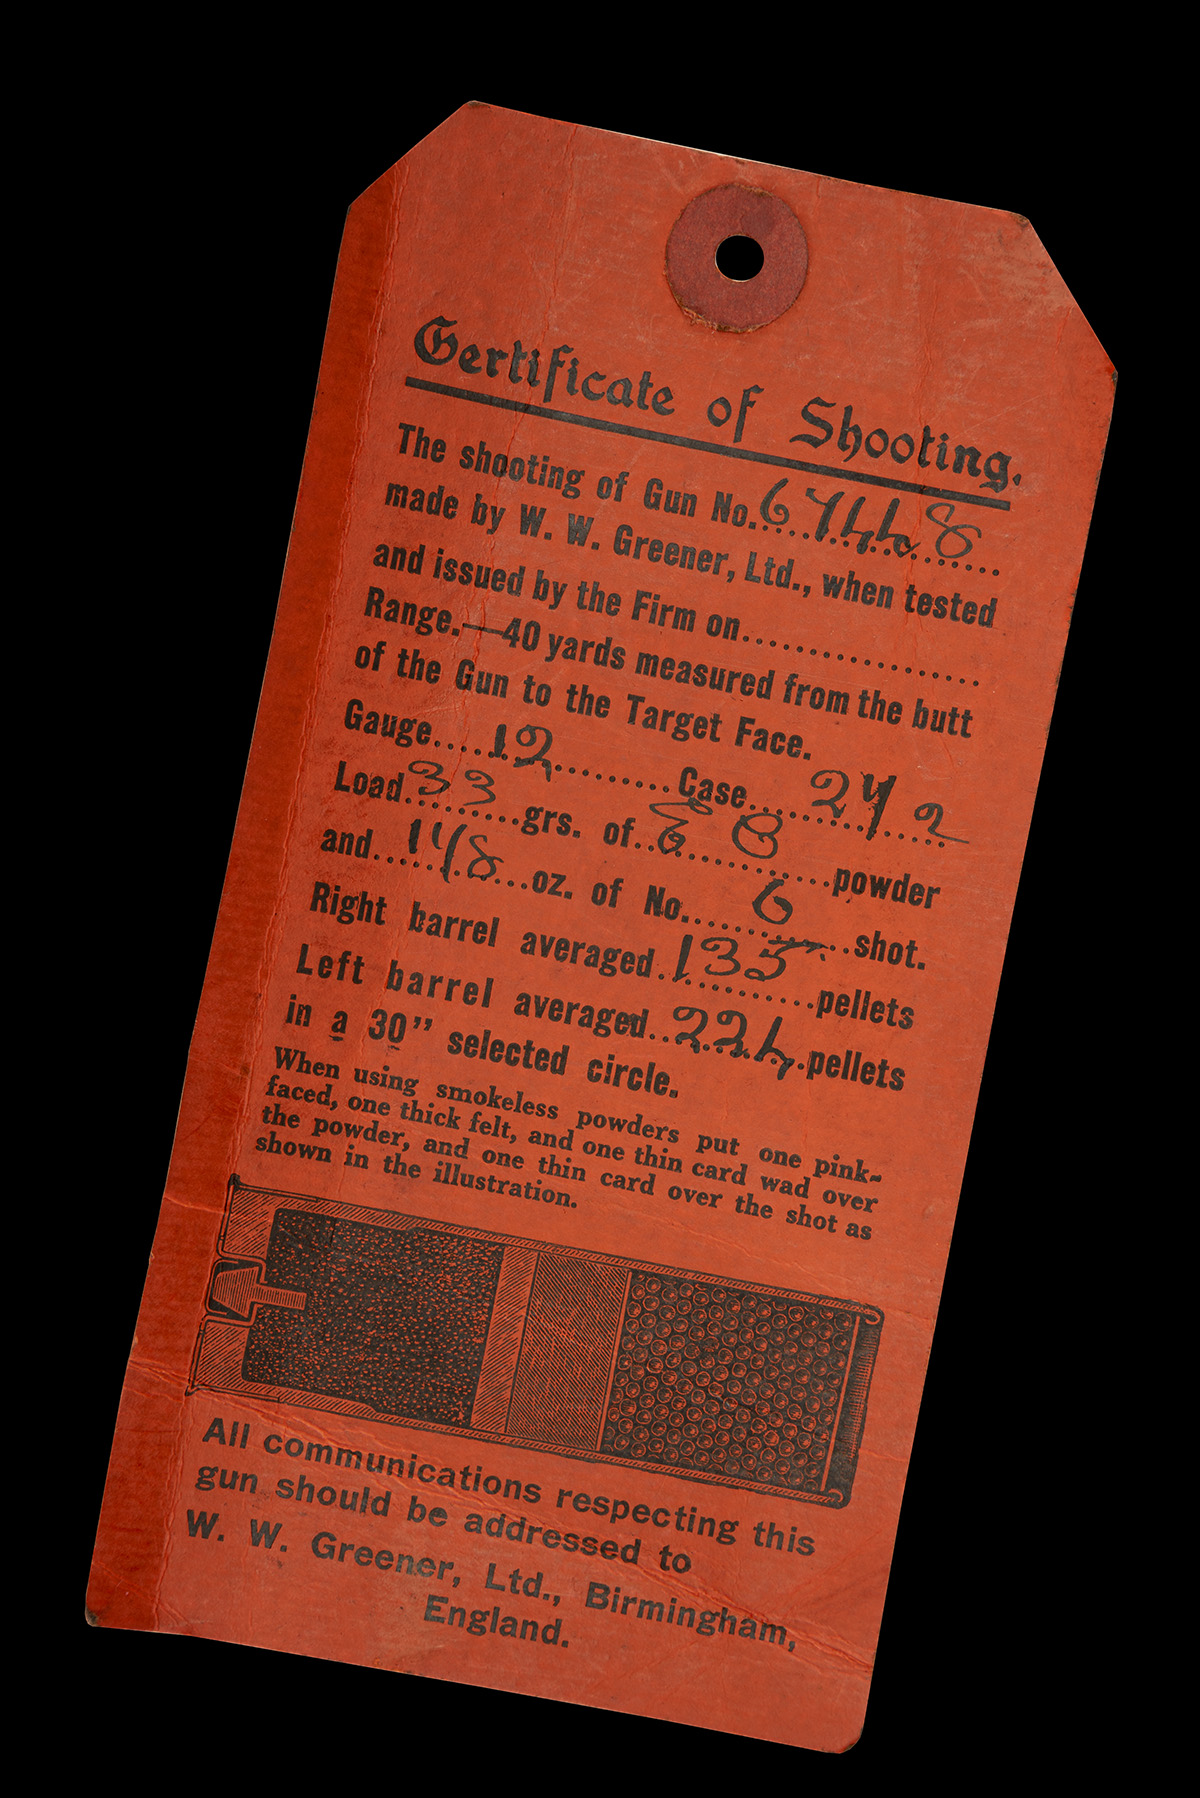 Certificate of Shooting.
The shooting of Gun No. 67448
made by W. W. Greener, Ltd., when tested
and issued by the Firm on....................
Range.—40 yards measured from the butt
of the Gun to the Target Face.
Gauge 12 Case 2 1/2
Load 33 grs. of E C powder
and 1 1/8 oz. of No. 6 shot.
Right barrel averaged 135 pellets
Left barrel averaged 224 pellets
in a 30" selected circle.
When using smokeless powders put one pink-
faced, one thick felt, and one thin card wad over
the powder, and one thin card over the shot as
shown in the illustration.
All communications respecting this
gun should be addressed to
W. W. Greener, Ltd., Birmingham,
England.